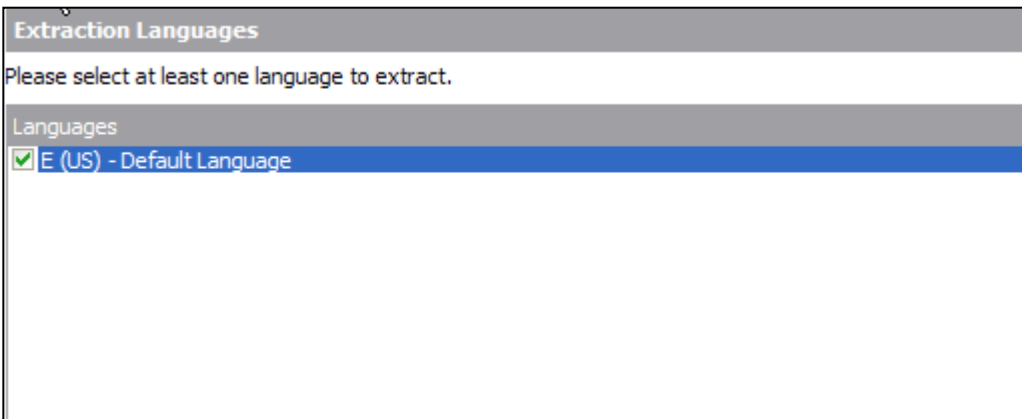 Extraction Languages
Please select at least one language to extract.
Languages
E (US) - Default Language